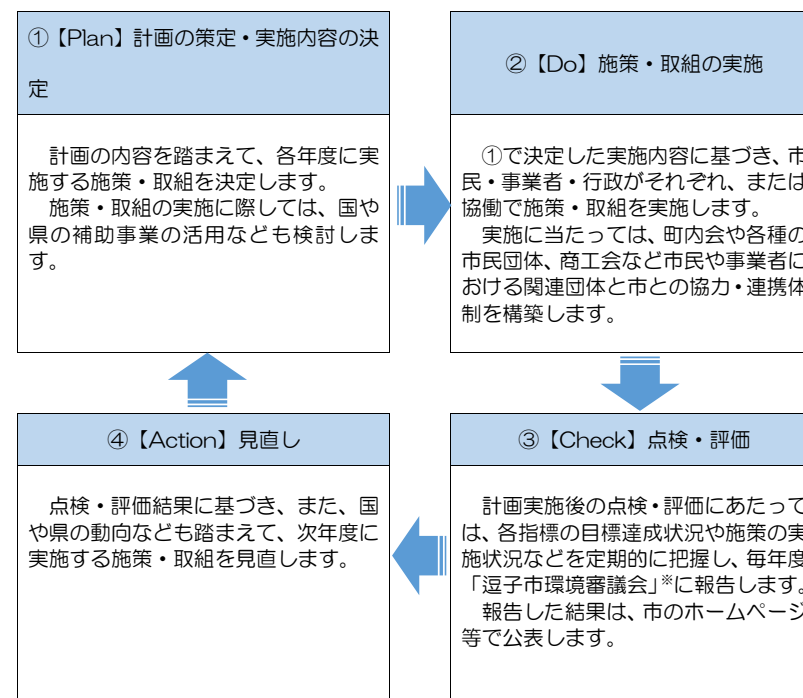 ①【Plan】計画の策定・実施内容の決
定
計画の内容を踏まえて、各年度に実
施する施策・取組を決定します。
施策・取組の実施に際しては、国や
県の補助事業の活用なども検討しま
す。
②【Do】施策・取組の実施
①で決定した実施内容に基づき、市
民・事業者・行政がそれぞれ、または
協働で施策・取組を実施します。
実施に当たっては、町内会や各種の
市民団体、商工会など市民や事業者に
おける関連団体と市との協力・連携体
制を構築します。
③【Check】点検・評価
計画実施後の点検・評価にあたって
は、各指標の目標達成状況や施策の実
施状況などを定期的に把握し、毎年度
「逗子市環境審議会」※に報告します。
報告した結果は、市のホームページ
等で公表します。
④【Action】見直し
点検・評価結果に基づき、また、国
や県の動向なども踏まえて、次年度に
実施する施策・取組を見直します。